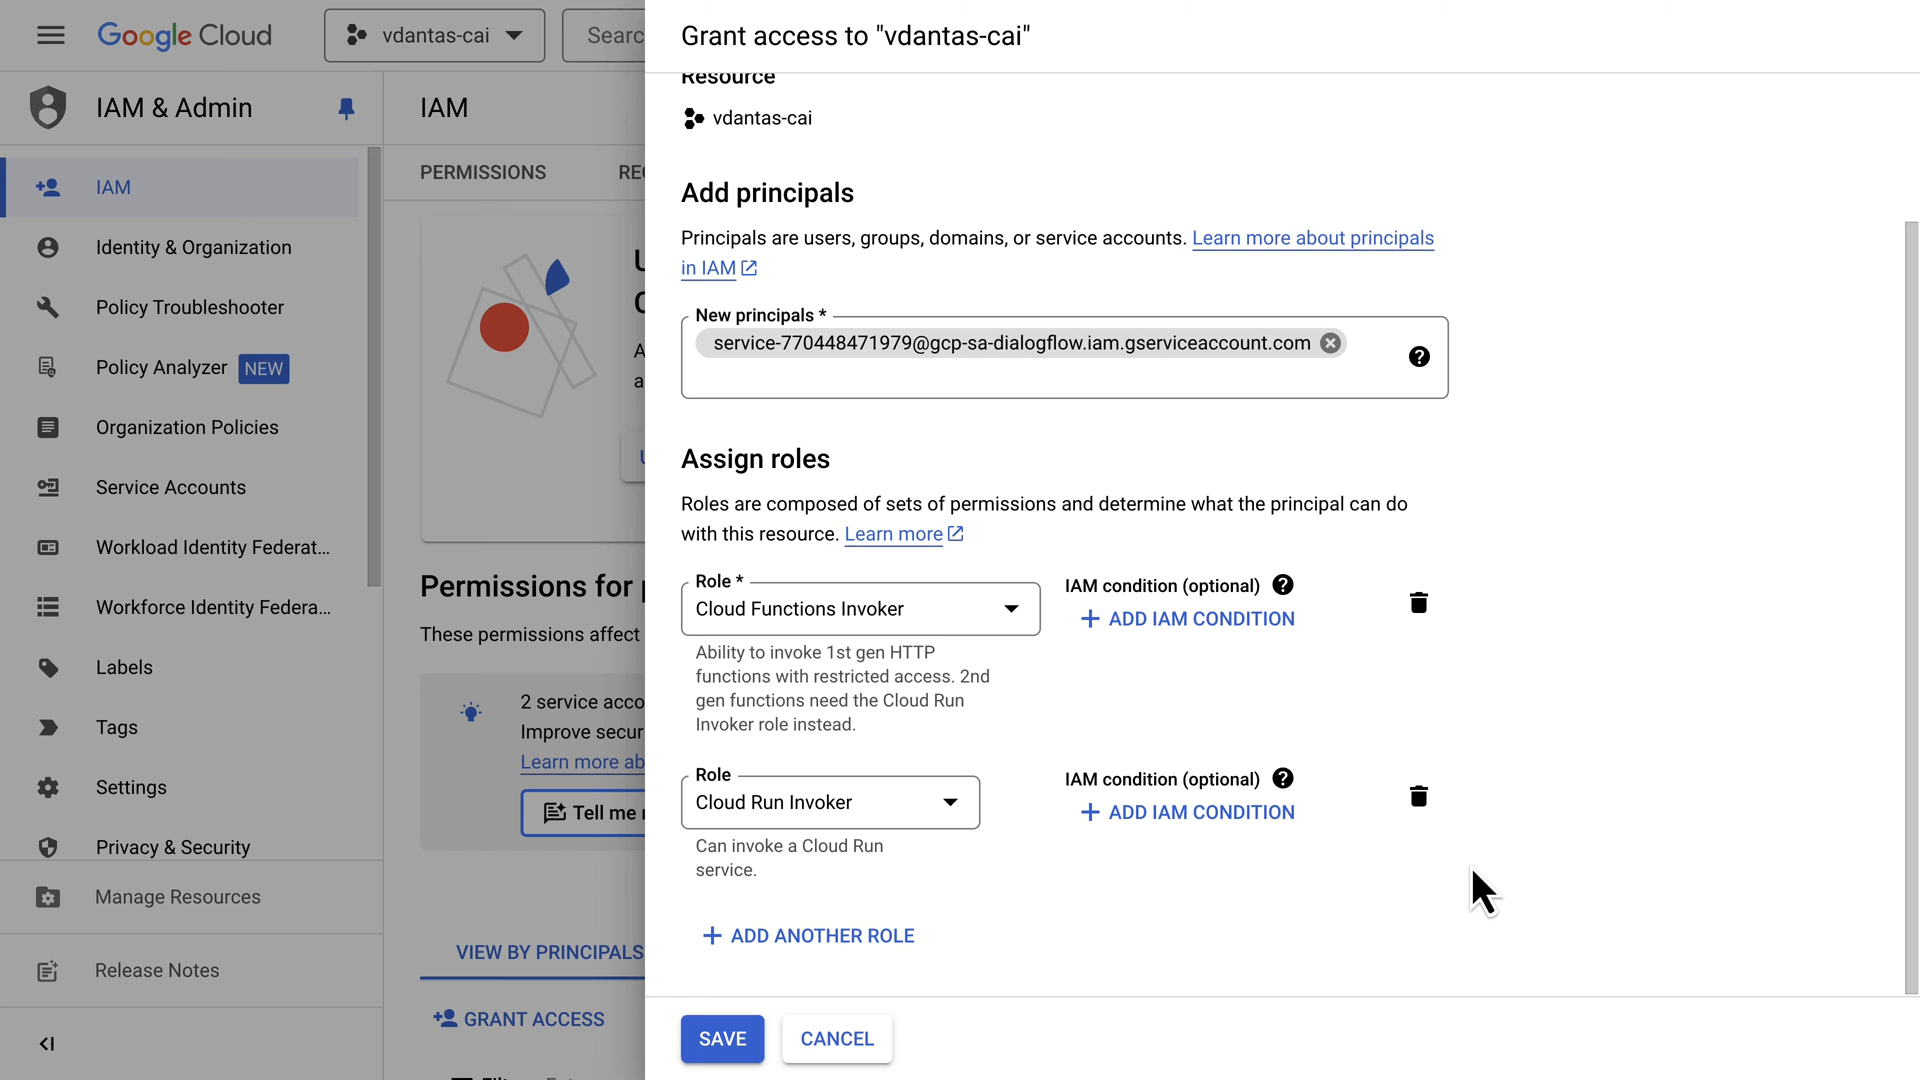 Google Cloud
vdantas-cai
Searc
Grant access to "vdantas-cai"
IAM & Admin
IAM
Resource
vdantas-cai
PERMISSIONS
Add principals
Principals are users, groups, domains, or service accounts. Learn more about principals
in IAM
New principals *
service-770448471979@gcp-sa-dialogflow.iam.gserviceaccount.com
Assign roles
Roles are composed of sets of permissions and determine what the principal can do
with this resource. Learn more
Role *
Cloud Functions Invoker
IAM condition (optional)
ADD IAM CONDITION
Ability to invoke 1st gen HTTP
functions with restricted access. 2nd
gen functions need the Cloud Run
Invoker role instead.
Role
Cloud Run Invoker
IAM condition (optional)
ADD IAM CONDITION
Can invoke a Cloud Run
service.
ADD ANOTHER ROLE
SAVE
CANCEL
IAM
Identity & Organization
Policy Troubleshooter
Policy Analyzer NEW
Organization Policies
Service Accounts
Workload Identity Federat...
Workforce Identity Federa...
Labels
Tags
Settings
Privacy & Security
Manage Resources
Release Notes
Permissions for
These permissions affect
2 service acco
Improve secur
Learn more ab
Tell me
VIEW BY PRINCIPALS
GRANT ACCESS